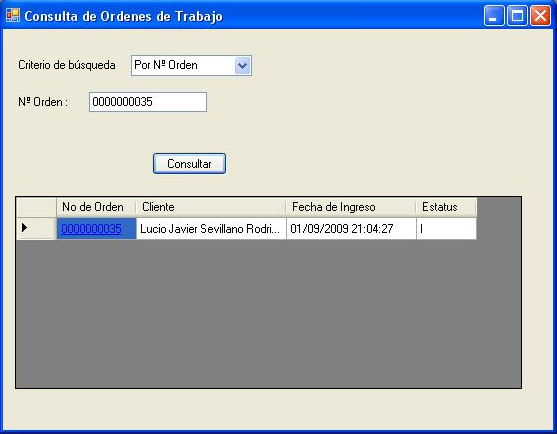 Consulta de Ordenes de Trabajo
Criterio de búsqueda Por Nº Orden
Nº Orden : 0000000035
Consultar
No de Orden Cliente Fecha de Ingreso Estatus
0000000035 Lucio Javier Sevillano Rodri... 01/09/2009 21:04:27 I